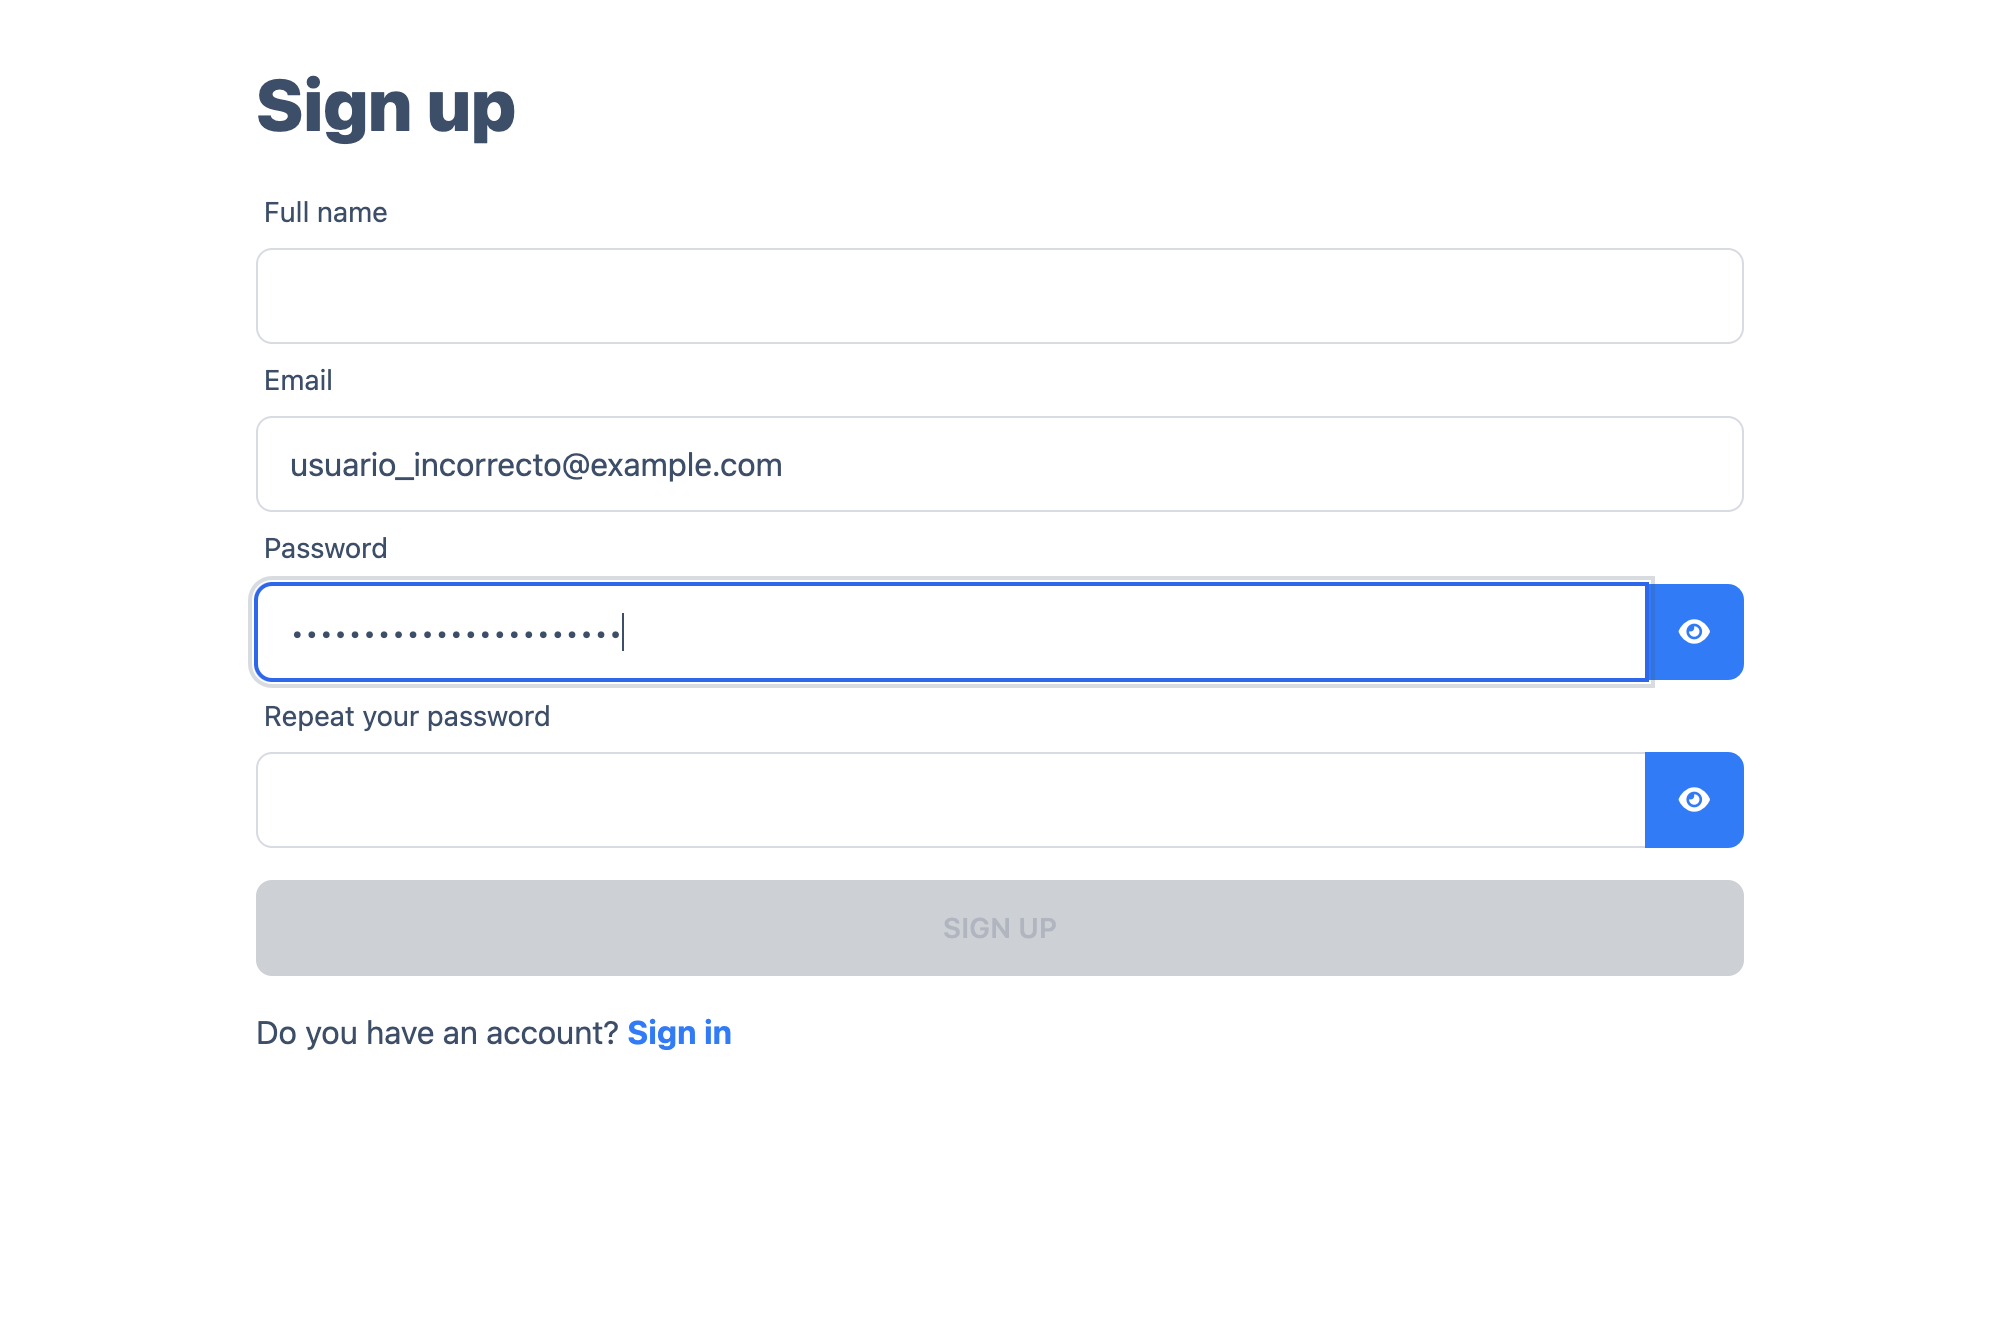 Sign up
Full name
Email
usuario_incorrecto@example.com
Password
•••••••••••••••••••••••
Repeat your password
SIGN UP
Do you have an account? Sign in